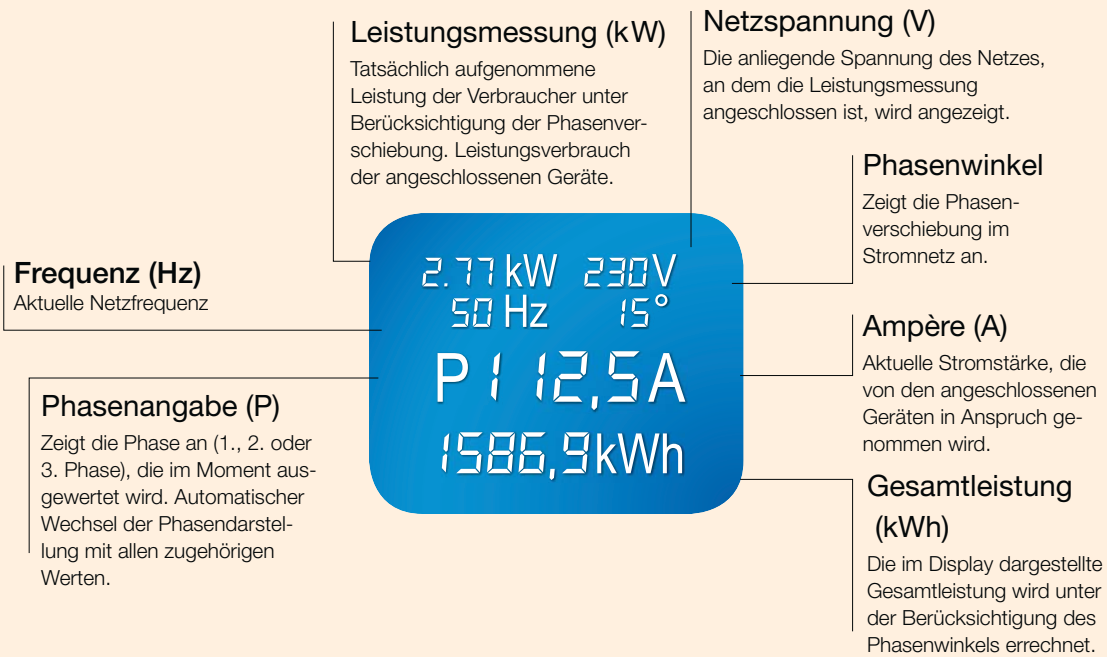 Leistungsmessung (kW)
Tatsächlich aufgenommene
Leistung der Verbraucher unter
Berücksichtigung der Phasenver-
schiebung. Leistungsverbrauch
der angeschlossenen Geräte.
Netzspannung (V)
Die anliegende Spannung des Netzes,
an dem die Leistungsmessung
angeschlossen ist, wird angezeigt.
Phasenwinkel
Zeigt die Phasen-
verschiebung im
Stromnetz an.
Frequenz (Hz)
Aktuelle Netzfrequenz
2.77 kW 230V
50 Hz 15°
P1 12,5A
1586,9kWh
Ampère (A)
Aktuelle Stromstärke, die
von den angeschlossenen
Geräten in Anspruch ge-
nommen wird.
Phasenangabe (P)
Zeigt die Phase an (1., 2. oder
3. Phase), die im Moment aus-
gewertet wird. Automatischer
Wechsel der Phasendarstel-
lung mit allen zugehörigen
Werten.
Gesamtleistung
(kWh)
Die im Display dargestellte
Gesamtleistung wird unter
der Berücksichtigung des
Phasenwinkels errechnet.